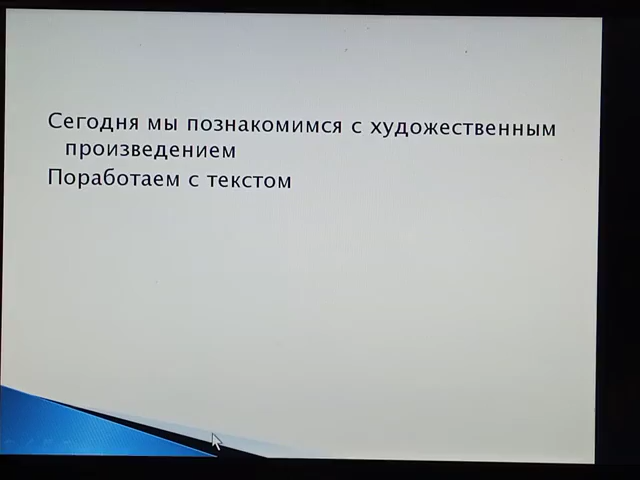 Сегодня мы познакомимся с художественным
произведением
Поработаем с текстом